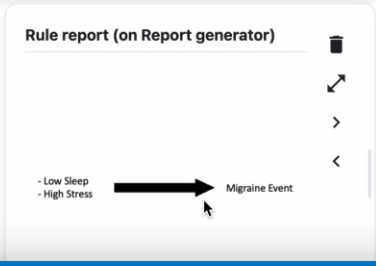 Rule report (on Report generator)
- Low Sleep
- High Stress
Migraine Event